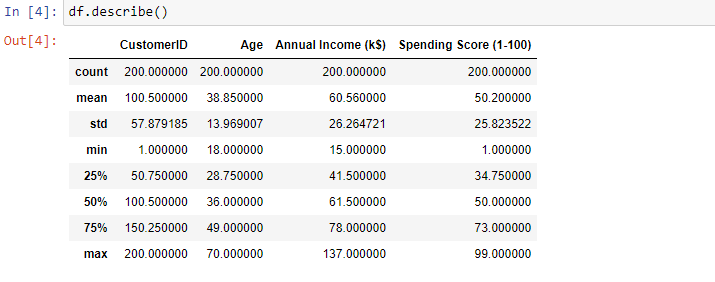 In [4]: df.describe()
Out[4]:
CustomerID Age Annual Income (k$) Spending Score (1-100)
count 200.000000 200.000000 200.000000 200.000000
mean 100.500000 38.850000 60.560000 50.200000
std 57.879185 13.969007 26.264721 25.823522
min 1.000000 18.000000 15.000000 1.000000
25% 50.750000 28.750000 41.500000 34.750000
50% 100.500000 36.000000 61.500000 50.000000
75% 150.250000 49.000000 78.000000 73.000000
max 200.000000 70.000000 137.000000 99.000000